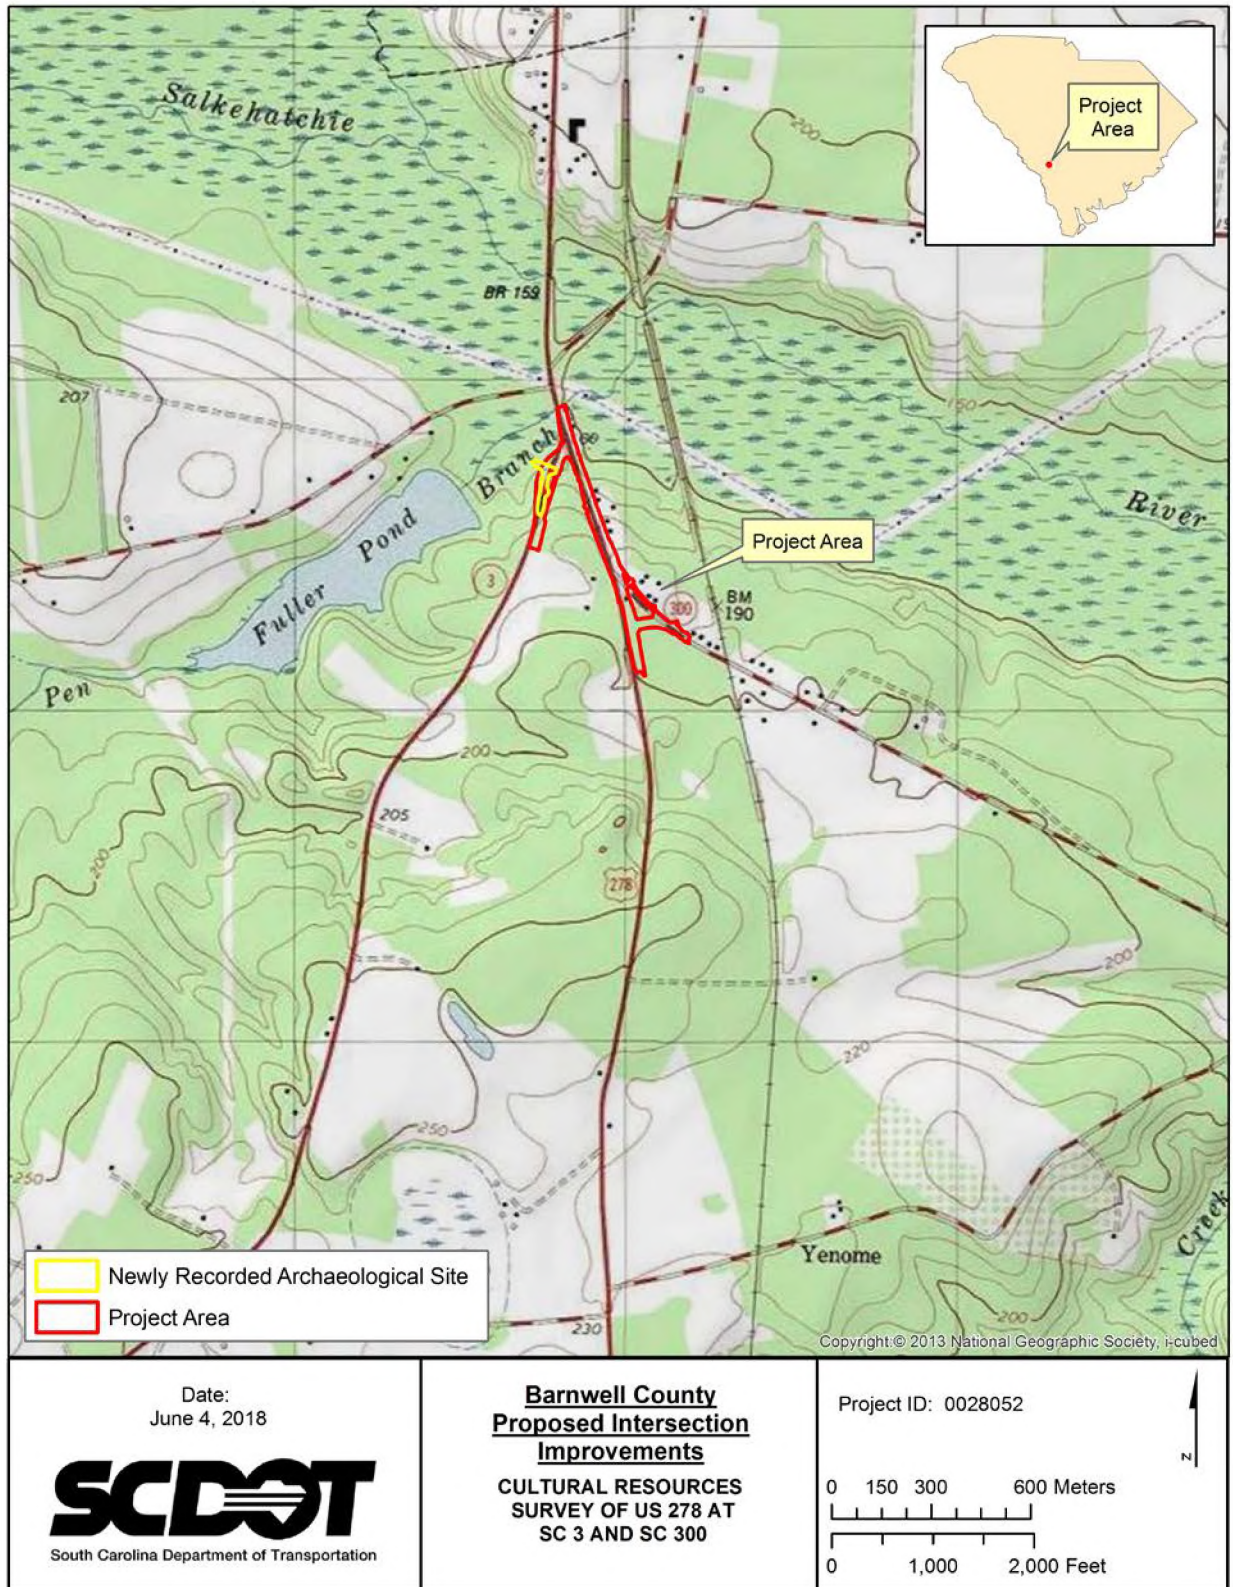 Salkehatchie
200
Project
Area
BR 159
207
150
Branch
River
Fuller Pond
Project Area
3
300
BM
190
Pen
200
205
200
278
200
220
250
250
Creek
Yenome
200
230
Newly Recorded Archaeological Site
Project Area
Copyright:© 2013 National Geographic Society, i-cubed
Date:
June 4, 2018
SCDOT
South Carolina Department of Transportation
Barnwell County
Proposed Intersection
Improvements
CULTURAL RESOURCES
SURVEY OF US 278 AT
SC 3 AND SC 300
Project ID: 0028052
N
0 150 300 600 Meters
0 1,000 2,000 Feet